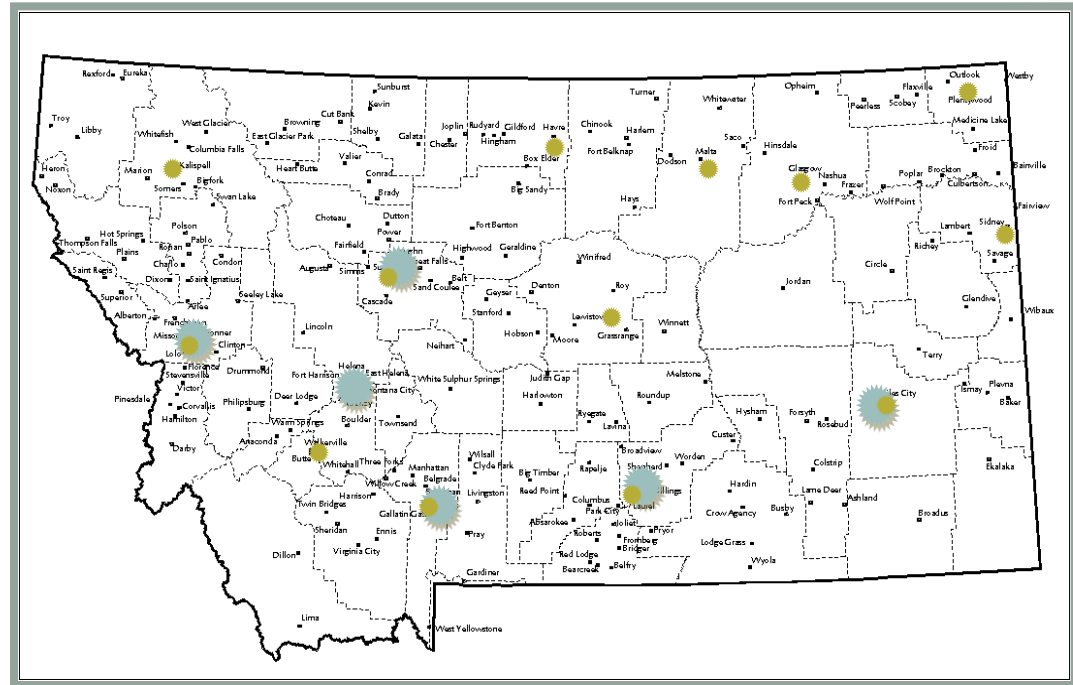 Rexford
Eureka
Troy
Libby
West Glacier
Whitefish
Columbia Falls
Kalispell
Marion
Bigfork
Somers
Swan Lake
Heron
Noxon
Sunburst
Kevin
Cut Bank
Browning
East Glacier Park
Shelby
Galata
Valier
Heart Butte
Conrad
Brady
Joplin
Rudyard
Gildford
Havre
Chester
Hingham
Box Elder
Big Sandy
Turner
Chinook
Harlem
Fort Belknap
Dodson
Hays
Whitewater
Malta
Saco
Hinsdale
Opheim
Glasgow
Nashua
Frazer
Fort Peck
Wolf Point
Peerless
Scobey
Flaxville
Outlook
Westby
Plentywood
Medicine Lake
Froid
Bainville
Poplar
Brockton
Culbertson
Fairview
Sidney
Lambert
Richey
Savage
Circle
Glendive
Wibaux
Jordan
Hot Springs
Polson
Thompson Falls
Pablo
Ronan
Plains
Charlo
Condon
Saint Regis
Dixon
Saint Ignatius
Superior
Arlee
Seeley Lake
Alberton
Clinton
Lolo
Florence
Stevensville
Victor
Pinesdale
Corvallis
Hamilton
Darby
Drummond
Philipsburg
Choteau
Dutton
Power
Fort Benton
Fairfield
Augusta
Simms
Highwood
Geraldine
Sand Coulee
Belt
Cascade
Geyser
Stanford
Denton
Winifred
Roy
Lewistown
Grassrange
Winnett
Hobson
Moore
Lincoln
Neihart
Helena
East Helena
Fort Harrison
White Sulphur Springs
Judith Gap
Harlowton
Melstone
Roundup
Ryegate
Lavina
Deer Lodge
Boulder
Townsend
Warm Springs
Anaconda
Walkerville
Butte
Whitehall
Three Forks
Manhattan
Belgrade
Willow Creek
Wilsall
Clyde Park
Livingston
Harrison
Twin Bridges
Sheridan
Ennis
Virginia City
Dillon
Pray
Gardiner
Lima
West Yellowstone
Big Timber
Reed Point
Rapelje
Broadview
Shepherd
Worden
Columbus
Park City
Laurel
Absarokee
Joliet
Roberts
Fromberg
Bridger
Pryor
Red Lodge
Bearcreek
Belfry
Custer
Hysham
Forsyth
Rosebud
Colstrip
Hardin
Crow Agency
Busby
Lame Deer
Ashland
Lodge Grass
Wyola
Broadus
Terry
Ismay
Plevna
Baker
Ekalaka